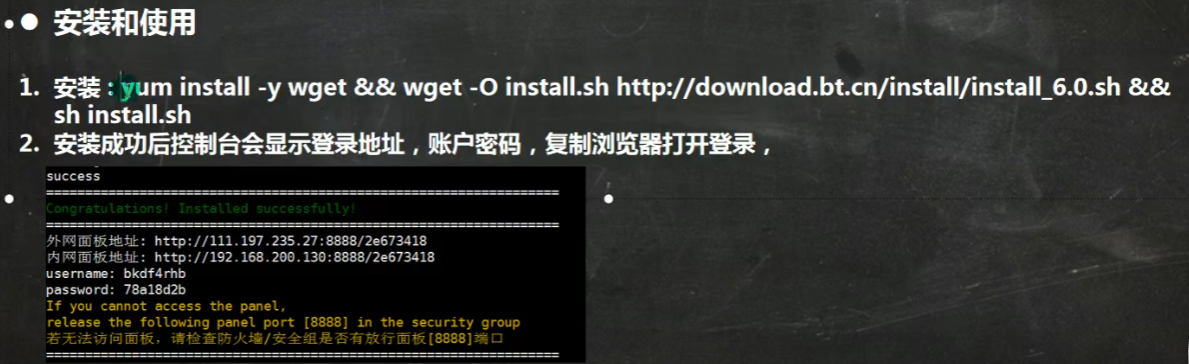 安装和使用
1. 安装：yum install -y wget && wget -O install.sh http://download.bt.cn/install/install_6.0.sh &&
sh install.sh
2. 安装成功后控制台会显示登录地址，账户密码，复制浏览器打开登录，
success
==================================================================
Congratulations! Installed successfully!
==================================================================
外网面板地址: http://111.197.235.27:8888/2e673418
内网面板地址: http://192.168.200.130:8888/2e673418
username: bkdf4rhb
password: 78a18d2b
If you cannot access the panel,
release the following panel port [8888] in the security group
若无法访问面板，请检查防火墙/安全组是否有放行面板[8888]端口
==================================================================